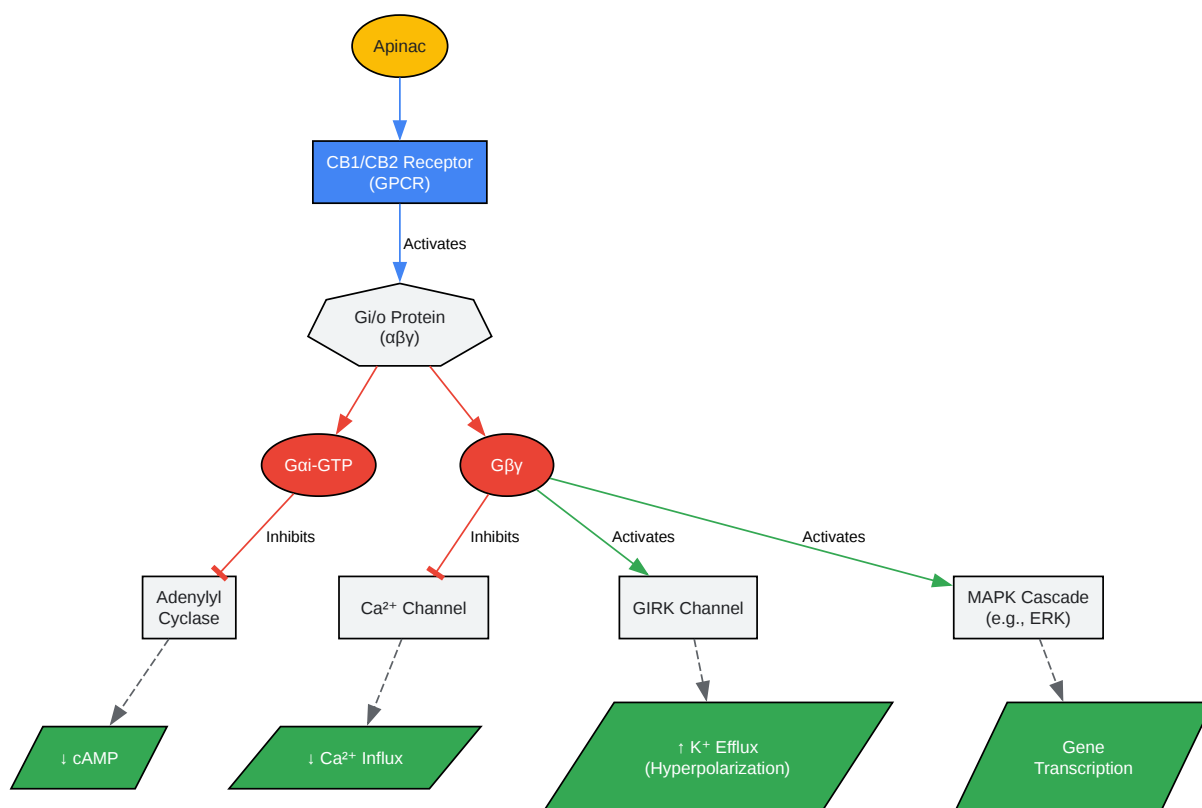 Apinac
CB1/CB2 Receptor
(GPCR)
Activates
Gi/o Protein
(αβγ)
Gαi-GTP
Gβγ
Inhibits
Inhibits
Activates
Activates
Adenylyl
Cyclase
Ca²⁺ Channel
GIRK Channel
MAPK Cascade
(e.g., ERK)
↓ cAMP
↓ Ca²⁺ Influx
↑ K⁺ Efflux
(Hyperpolarization)
Gene
Transcription